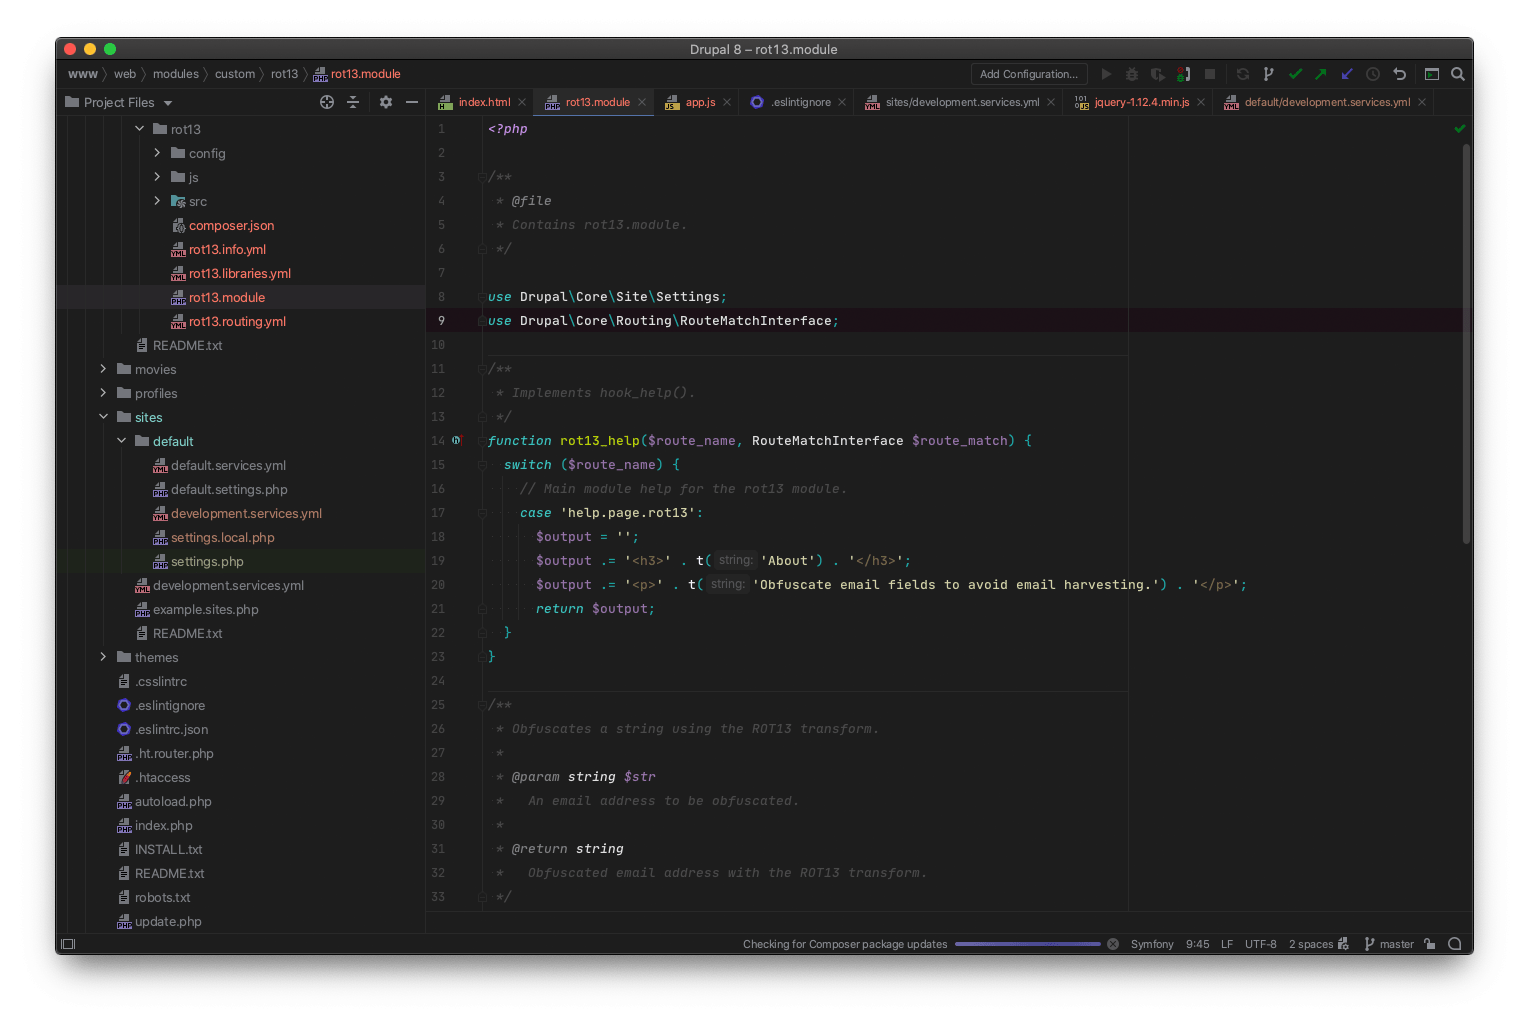 Drupal 8 – rot13.module
www web modules custom rot13 rot13.module
Add Configuration...
Project Files
index.html rot13.module app.js .eslintignore sites/development.services.yml jquery-1.12.4.min.js default/development.services.yml
rot13
config
js
src
composer.json
rot13.info.yml
rot13.libraries.yml
rot13.module
rot13.routing.yml
README.txt
movies
profiles
sites
default
default.services.yml
default.settings.php
development.services.yml
settings.local.php
settings.php
development.services.yml
example.sites.php
README.txt
themes
.csslintrc
.eslintignore
.eslintrc.json
.ht.router.php
.htaccess
autoload.php
index.php
INSTALL.txt
README.txt
robots.txt
update.php
1 <?php
2
3 /**
4 * @file
5 * Contains rot13.module.
6 */
7
8 use Drupal\Core\Site\Settings;
9 use Drupal\Core\Routing\RouteMatchInterface;
10
11 /**
12 * Implements hook_help().
13 */
14 function rot13_help($route_name, RouteMatchInterface $route_match) {
15 switch ($route_name) {
16 // Main module help for the rot13 module.
17 case 'help.page.rot13':
18 $output = '';
19 $output .= '<h3>' . t( string: 'About') . '</h3>';
20 $output .= '<p>' . t( string: 'Obfuscate email fields to avoid email harvesting.') . '</p>';
21 return $output;
22 }
23 }
24
25 /**
26 * Obfuscates a string using the ROT13 transform.
27 *
28 * @param string $str
29 * An email address to be obfuscated.
30 *
31 * @return string
32 * Obfuscated email address with the ROT13 transform.
33 */
Checking for Composer package updates Symfony 9:45 LF UTF-8 2 spaces master